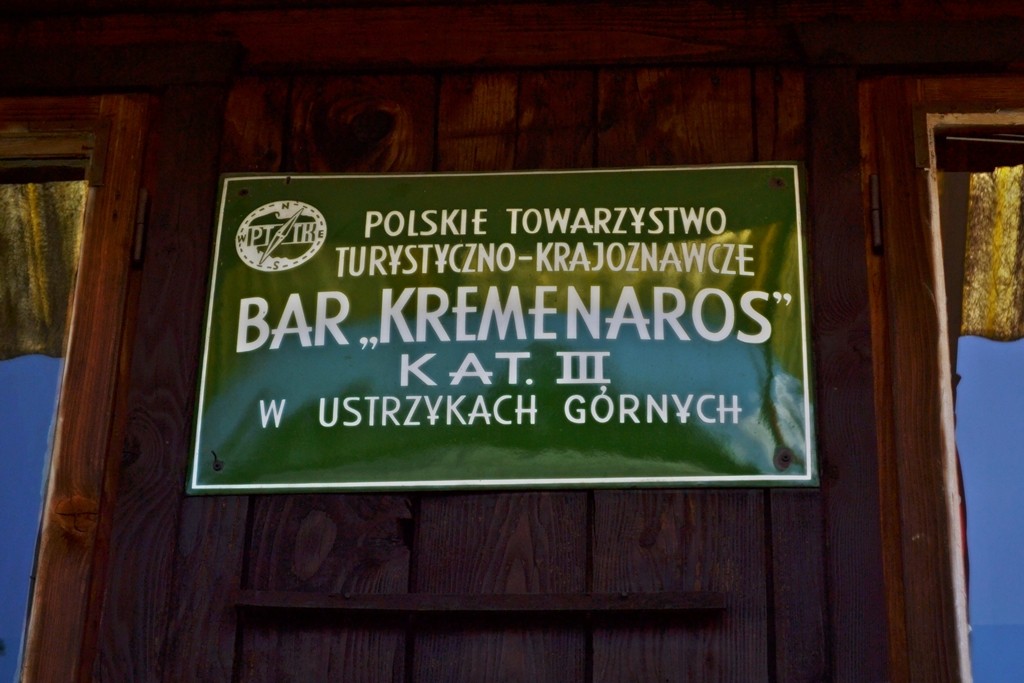 N
W PTTK E
S
POLSKIE TOWARZYSTWO
TURYSTYCZNO-KRAJOZNAWCZE
BAR „KREMENAROS”
KAT. III
W USTRZYKACH GÓRNYCH